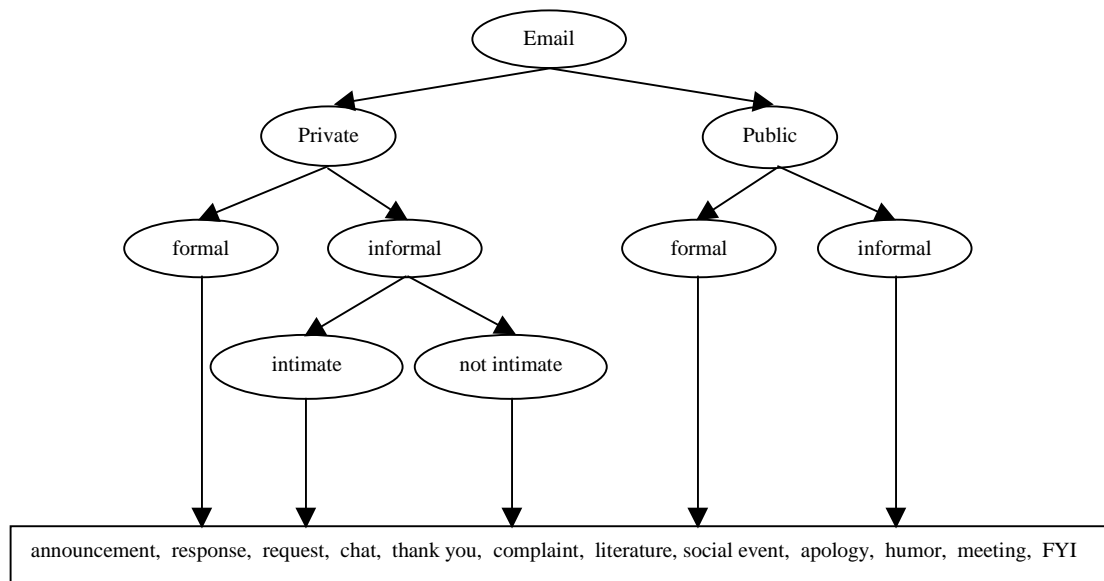 Email
Private Public
formal informal formal informal
intimate not intimate
announcement, response, request, chat, thank you, complaint, literature, social event, apology, humor, meeting, FYI